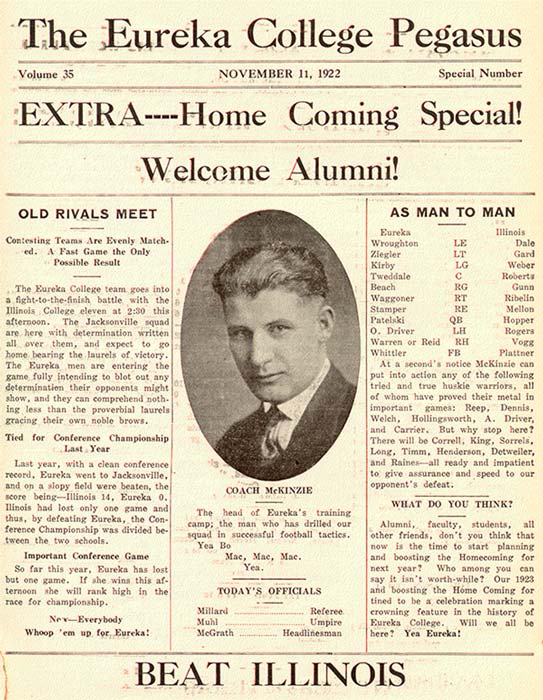 The Eureka College Pegasus
Volume 35 NOVEMBER 11, 1922 Special Number
EXTRA----Home Coming Special!
Welcome Alumni!
OLD RIVALS MEET
Contesting Teams Are Evenly Match-
ed. A Fast Game the Only
Possible Result
The Eureka College team goes into
a fight-to-the-finish battle with the
Illinois College eleven at 2:30 this
afternoon. The Jacksonville squad
are here with determination written
all over them, and expect to go
home bearing the laurels of victory.
The Eureka men are entering the
game fully intending to blot out any
determination their opponents might
show, and they can comprehend noth-
ing less than the proverbial laurels
gracing their own noble brows.
Tied for Conference Championship
Last Year
Last year, with a clean conference
record, Eureka went to Jacksonville,
and on a slopy field were beaten, the
score being—Illinois 14, Eureka 0.
Illinois had lost only one game and
thus, by defeating Eureka, the Con-
ference Championship was divided be-
tween the two schools.
Important Conference Game
So far this year, Eureka has lost
but one game. If she wins this af-
ternoon she will rank high in the
race for championship.
Now—Everybody
Whoop 'em up for Eureka!
COACH McKINZIE
The head of Eureka's training
camp; the man who has drilled our
squad in successful football tactics.
Yea Bo
Mac, Mac, Mac.
Yea.
TODAY'S OFFICIALS
Millard .................... Referee
Muhl .................... Umpire
McGrath .................... Headlinesman
AS MAN TO MAN
Eureka Illinois
Wroughton LE Dale
Ziegler LT Gard
Kirby LG Weber
Tweddale C Roberts
Beach RG Gunn
Waggoner RT Ribelin
Stamper RE Mellon
Patelski QB Hopper
O. Driver LH Rogers
Warren or Reid RH Vogg
Whittler FB Plattner
At a second's notice McKinzie can
put into action any of the following
tried and true huskie warriors, all
of whom have proved their metal in
important games: Reep, Dennis,
Welch, Hollingsworth, A. Driver,
and Carrier. But why stop here?
There will be Correll, King, Sorrels,
Long, Timm, Henderson, Detweiler,
and Raines—all ready and impatient
to give assurance and speed to our
opponent's defeat.
WHAT DO YOU THINK?
Alumni, faculty, students, all
other friends, don't you think that
now is the time to start planning
and boosting the Homecoming for
next year? Who among you can
say it isn't worth-while? Our 1923
and boosting the Home Coming for
tined to be a celebration marking a
crowning feature in the history of
Eureka College. Will we all be
here? Yea Eureka!
BEAT ILLINOIS